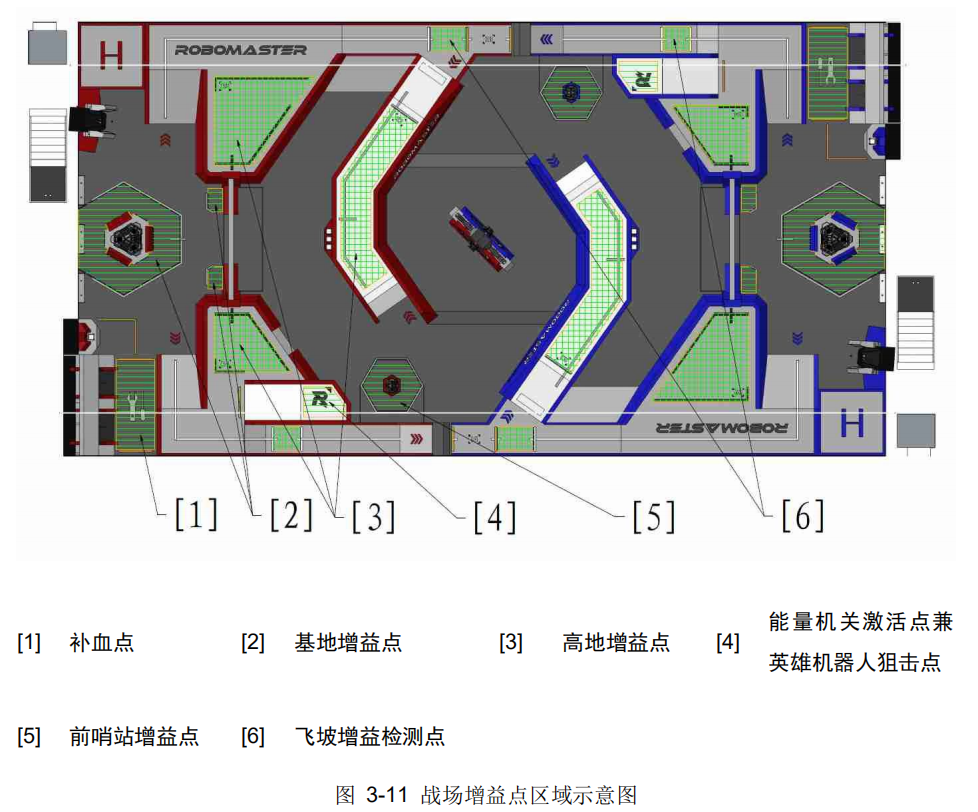 H
ROBOMASTER
R
ROBOMASTER
ROBOMASTER
R
ROBOMASTER
H
[1]
[2]
[3]
[4]
[5]
[6]
[1] 补血点 [2] 基地增益点 [3] 高地增益点 [4] 能量机关激活点兼
英雄机器人狙击点
[5] 前哨站增益点 [6] 飞坡增益检测点
图 3-11 战场增益点区域示意图